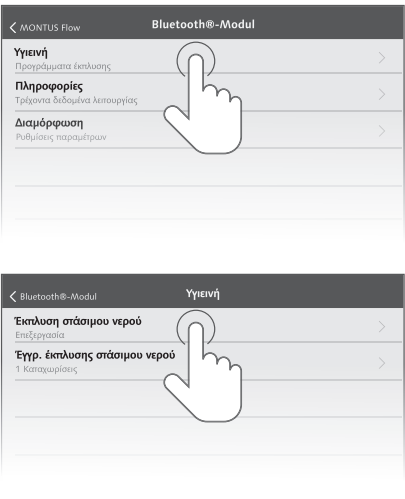 MONTUS Flow
Bluetooth®-Modul
Υγιεινή
Προγράμματα έκπλυσης
Πληροφορίες
Τρέχοντα δεδομένα λειτουργίας
Διαμόρφωση
Ρυθμίσεις παραμέτρων
Bluetooth®-Modul
Υγιεινή
Έκπλυση στάσιμου νερού
Επεξεργασία
Έγγρ. έκπλυσης στάσιμου νερού
1 Καταχωρίσεις